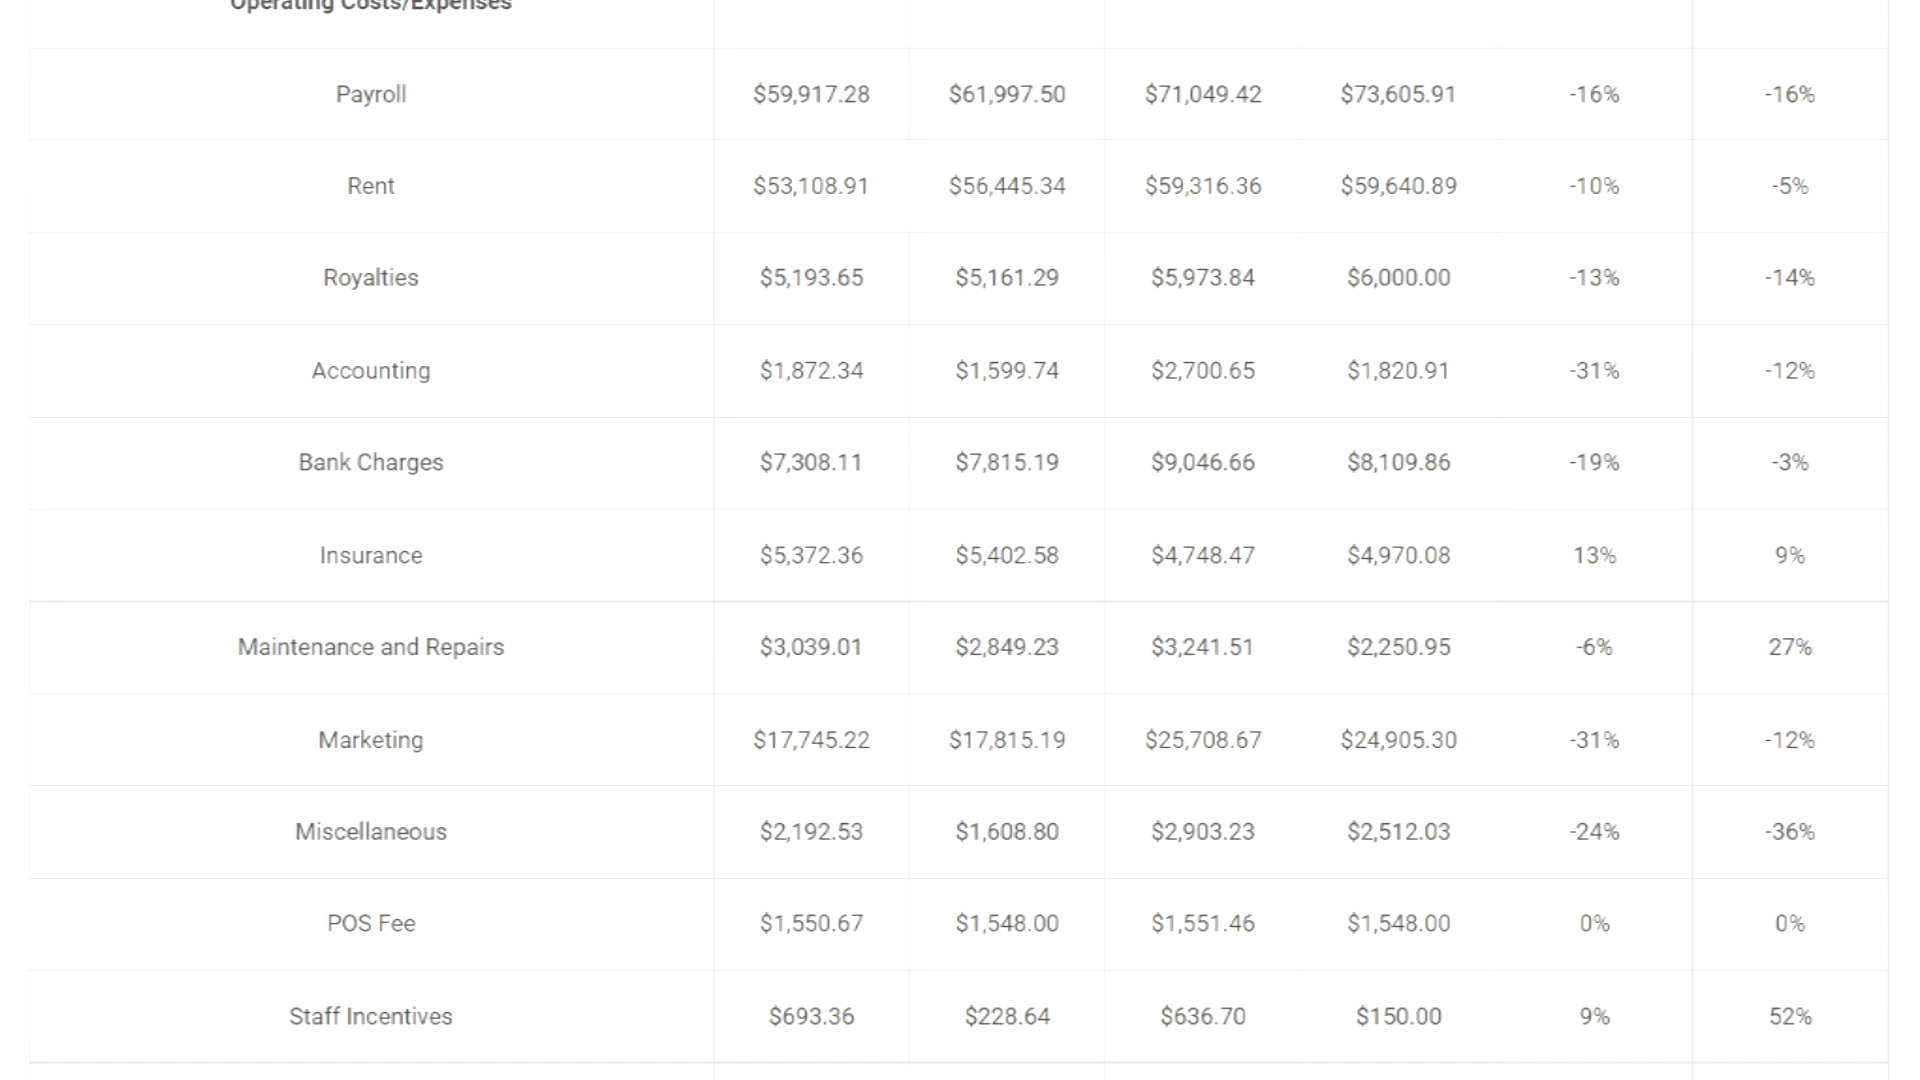 Operating Costs/Expenses
Payroll $59,917.28 $61,997.50 $71,049.42 $73,605.91 -16% -16%
Rent $53,108.91 $56,445.34 $59,316.36 $59,640.89 -10% -5%
Royalties $5,193.65 $5,161.29 $5,973.84 $6,000.00 -13% -14%
Accounting $1,872.34 $1,599.74 $2,700.65 $1,820.91 -31% -12%
Bank Charges $7,308.11 $7,815.19 $9,046.66 $8,109.86 -19% -3%
Insurance $5,372.36 $5,402.58 $4,748.47 $4,970.08 13% 9%
Maintenance and Repairs $3,039.01 $2,849.23 $3,241.51 $2,250.95 -6% 27%
Marketing $17,745.22 $17,815.19 $25,708.67 $24,905.30 -31% -12%
Miscellaneous $2,192.53 $1,608.80 $2,903.23 $2,512.03 -24% -36%
POS Fee $1,550.67 $1,548.00 $1,551.46 $1,548.00 0% 0%
Staff Incentives $693.36 $228.64 $636.70 $150.00 9% 52%